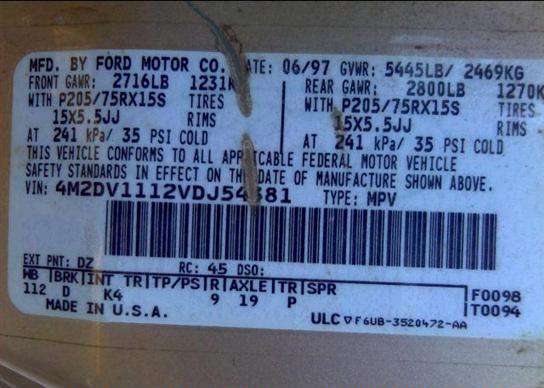 MFD. BY FORD MOTOR CO. ATE: 06/97 GVWR: 5445LB/ 2469KG
FRONT GAWR: 2716LB 1231K REAR GAWR: 2800LB 1270K
WITH P205/75RX15S TIRES WITH P205/75RX15S TIRES
15X5.5JJ RIMS 15X5.5JJ RIMS
AT 241 kPa/ 35 PSI COLD AT 241 kPa/ 35 PSI COLD
THIS VEHICLE CONFORMS TO ALL APPLICABLE FEDERAL MOTOR VEHICLE
SAFETY STANDARDS IN EFFECT ON THE DATE OF MANUFACTURE SHOWN ABOVE.
VIN: TYPE: MPV
EXT PNT: DZ RC: 45 DSO:
WB BRK INT TR TP/PS R AXLE TR SPR
112 D K4 9 19 P
F0098
T0094
MADE IN U.S.A.
ULC F6UB-3520472-AA